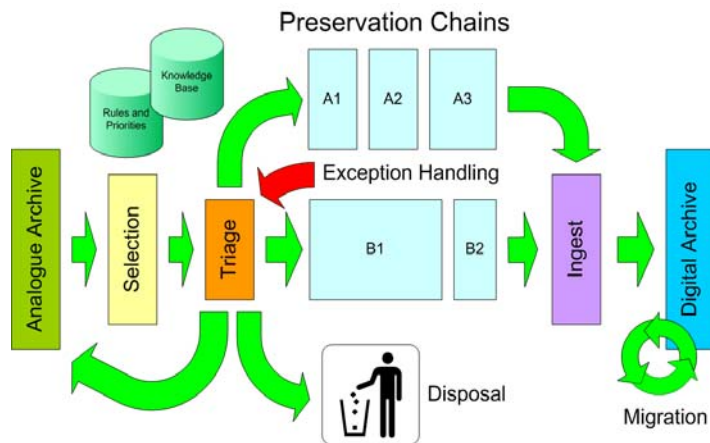 Preservation Chains
Knowledge
Base
Rules and
Priorities
A1
A2
A3
Exception Handling
Analogue Archive
Selection
Triage
B1
B2
Ingest
Digital Archive
Disposal
Migration